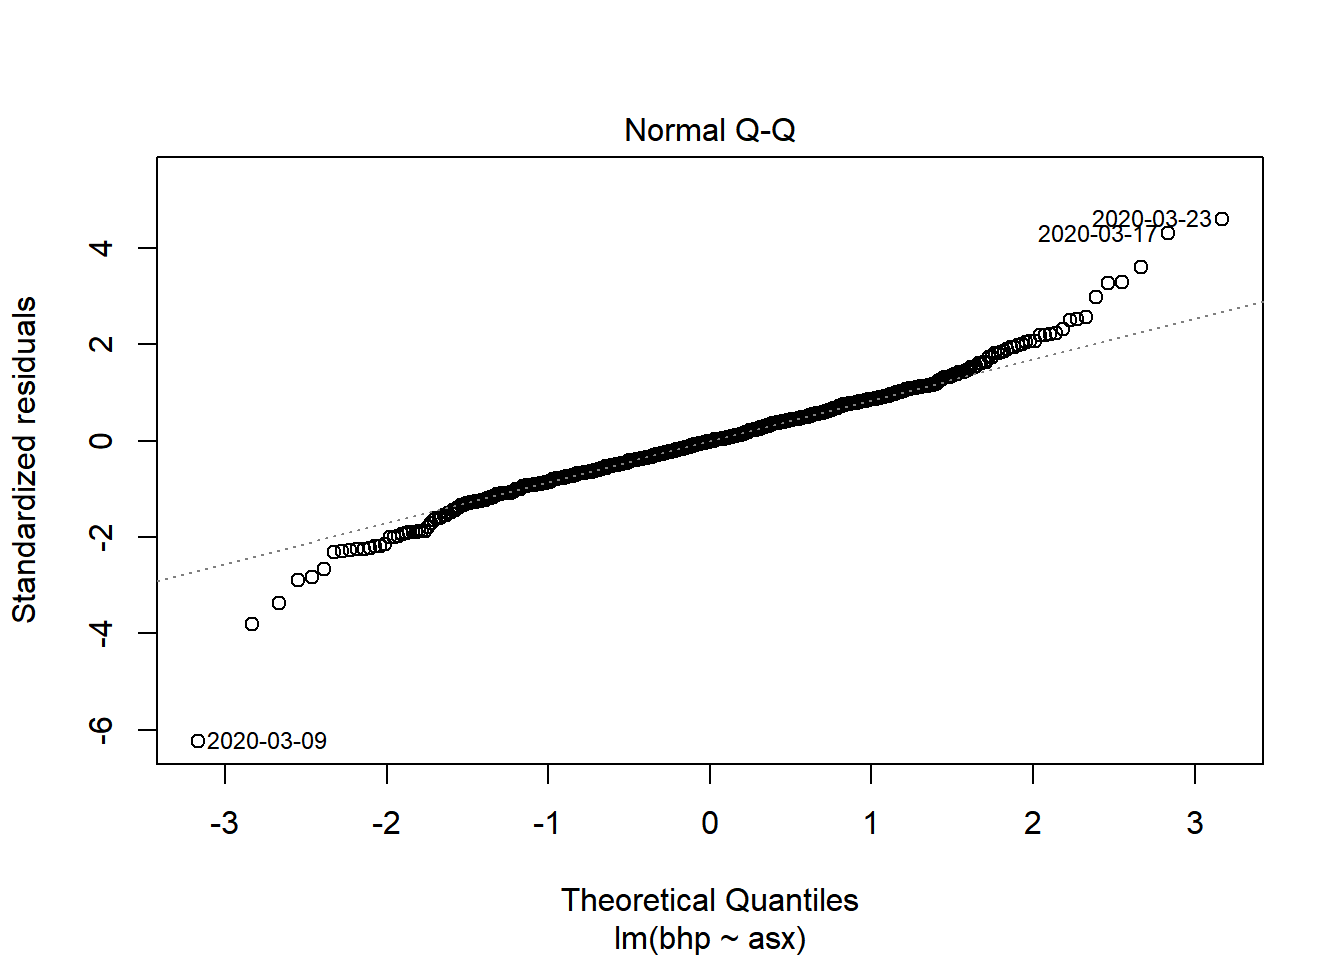 Normal Q-Q
2020-03-23
2020-03-17
4
2
0
-2
-4
-6
Standardized residuals
2020-03-09
-3 -2 -1 0 1 2 3
Theoretical Quantiles
lm(bhp ~ asx)